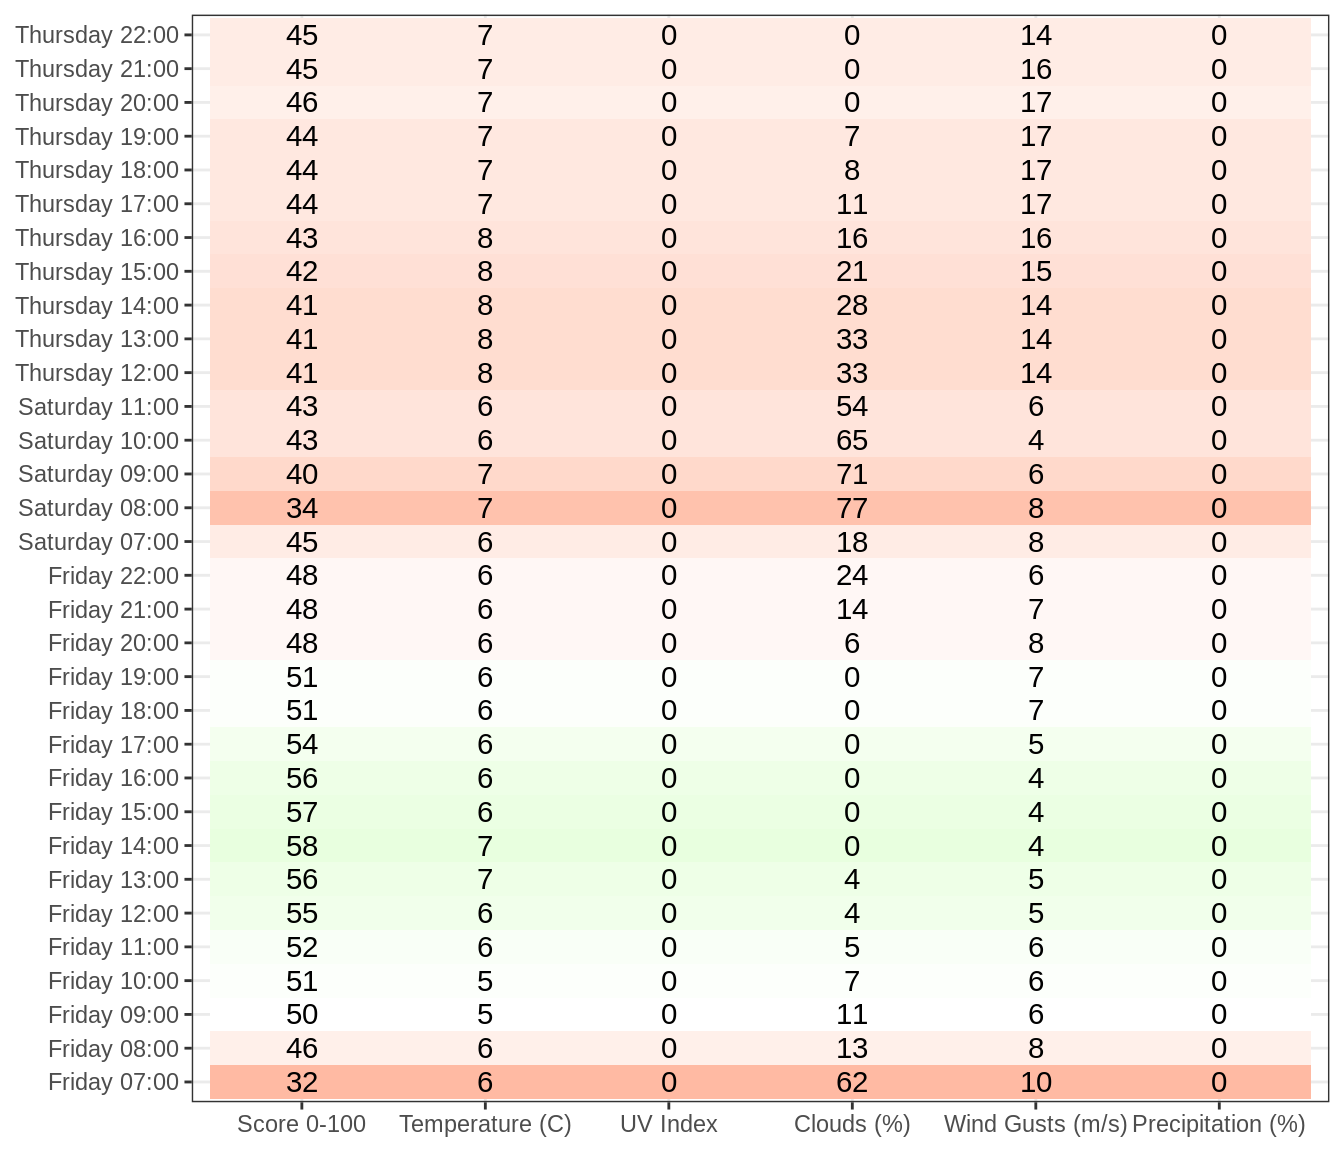 Thursday 22:00 45 7 0 0 14 0
Thursday 21:00 45 7 0 0 16 0
Thursday 20:00 46 7 0 0 17 0
Thursday 19:00 44 7 0 7 17 0
Thursday 18:00 44 7 0 8 17 0
Thursday 17:00 44 7 0 11 17 0
Thursday 16:00 43 8 0 16 16 0
Thursday 15:00 42 8 0 21 15 0
Thursday 14:00 41 8 0 28 14 0
Thursday 13:00 41 8 0 33 14 0
Thursday 12:00 41 8 0 33 14 0
Saturday 11:00 43 6 0 54 6 0
Saturday 10:00 43 6 0 65 4 0
Saturday 09:00 40 7 0 71 6 0
Saturday 08:00 34 7 0 77 8 0
Saturday 07:00 45 6 0 18 8 0
Friday 22:00 48 6 0 24 6 0
Friday 21:00 48 6 0 14 7 0
Friday 20:00 48 6 0 6 8 0
Friday 19:00 51 6 0 0 7 0
Friday 18:00 51 6 0 0 7 0
Friday 17:00 54 6 0 0 5 0
Friday 16:00 56 6 0 0 4 0
Friday 15:00 57 6 0 0 4 0
Friday 14:00 58 7 0 0 4 0
Friday 13:00 56 7 0 4 5 0
Friday 12:00 55 6 0 4 5 0
Friday 11:00 52 6 0 5 6 0
Friday 10:00 51 5 0 7 6 0
Friday 09:00 50 5 0 11 6 0
Friday 08:00 46 6 0 13 8 0
Friday 07:00 32 6 0 62 10 0
Score 0-100 Temperature (C) UV Index Clouds (%) Wind Gusts (m/s) Precipitation (%)